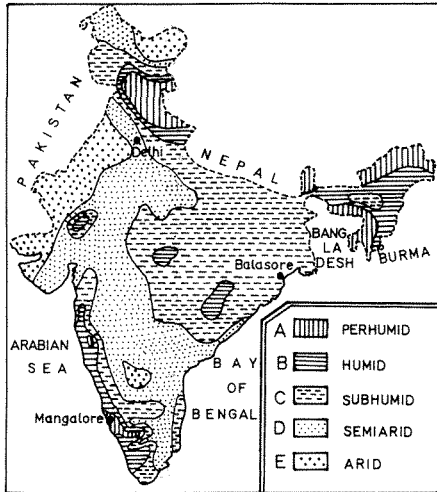 PAKISTAN
Delhi
NEPAL
BANG
LA
DESH
BURMA
Balasore
ARABIAN
SEA
BAY
OF
BENGAL
Mangalore
A PERHUMID
B HUMID
C SUBHUMID
D SEMIARID
E ARID